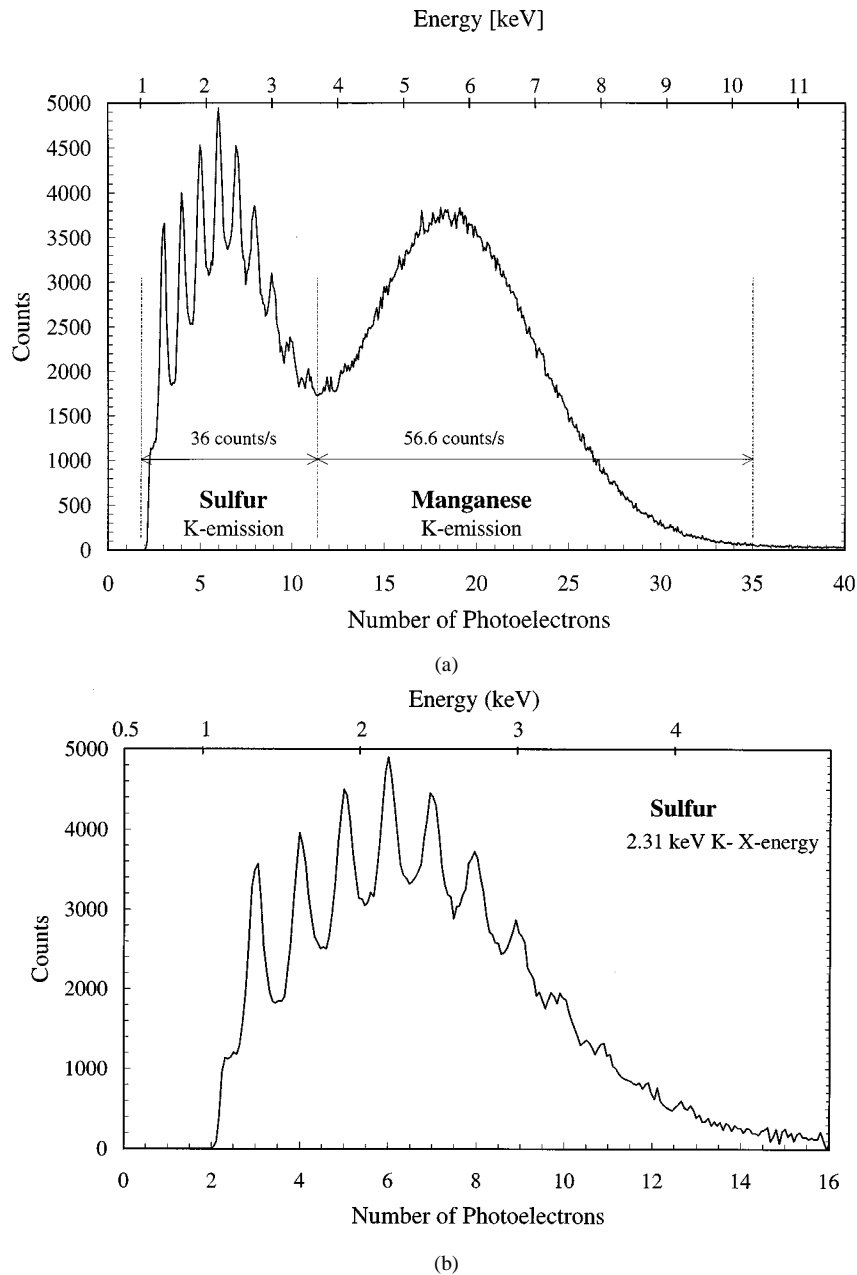 Energy [keV]
1 2 3 4 5 6 7 8 9 10 11
5000
4500
4000
3500
3000
2500
2000
1500
1000
500
0
Counts
36 counts/s
56.6 counts/s
Sulfur
K-emission
Manganese
K-emission
0 5 10 15 20 25 30 35 40
Number of Photoelectrons
(a)
Energy (keV)
0.5 1 2 3 4
5000
4000
3000
2000
1000
0
Counts
Sulfur
2.31 keV K- X-energy
0 2 4 6 8 10 12 14 16
Number of Photoelectrons
(b)